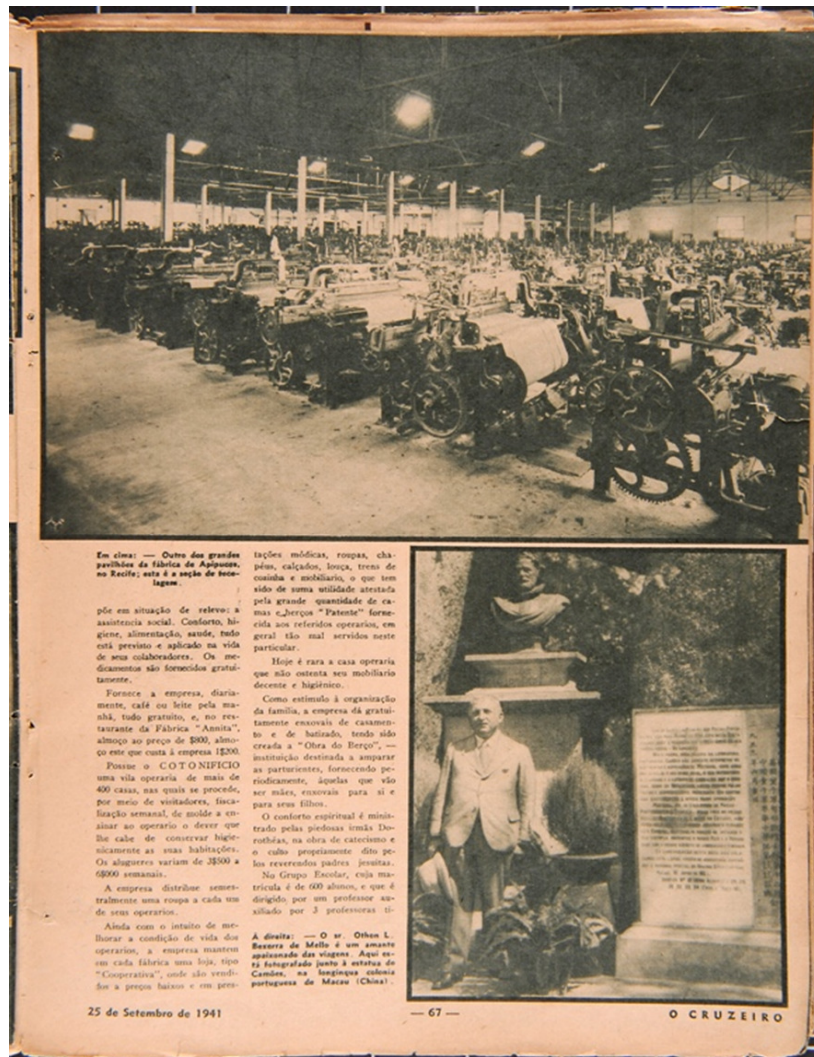 Em cima: — Outro dos grandes
pavilhões da fábrica de Apipucos,
no Recife; esta é a seção de tece-
lagem.
põe em situação de relevo: a
assistencia social. Conforto, hi-
giene, alimentação, saude, tudo
está previsto e aplicado na vida
de seus colaboradores. Os me-
dicamentos são fornecidos gratui-
tamente.
Fornece a empresa, diaria-
mente, café ou leite pela ma-
nhã, tudo gratuito, e, no res-
taurante da Fábrica "Annita",
almoço ao preço de $800, almo-
ço este que custa á empresa 1$200.
Possue o COTONIFICIO
uma vila operaria de mais de
400 casas, nas quais se procede,
por meio de visitadores, fisca-
lização semanal, de molde a en-
sinar ao operario o dever que
lhe cabe de conservar higie-
nicamente as suas habitações.
Os alugueres variam de 3$500 a
6$000 semanais.
A empresa distribue semes-
tralmente uma roupa a cada um
de seus operarios.
Ainda com o intuito de me-
lhorar a condição de vida dos
operarios, a empresa mantem
em cada fábrica uma loja, tipo
"Cooperativa", onde são vendi-
dos a preços baixos e em pres-
tações módicas, roupas, cha-
péus, calçados, louça, trens de
cozinha e mobiliario, o que tem
sido de suma utilidade atestada
pela grande quantidade de ca-
mas e berços "Patente" forne-
cida aos referidos operarios, em
geral tão mal servidos neste
particular.
Hoje é rara a casa operaria
que não ostenta seu mobiliario
decente e higiênico.
Como estimulo á organização
da familia, a empresa dá gratui-
tamente enxovais de casamen-
to e de batizado, tendo sido
creada a "Obra do Berço", —
instituição destinada a amparar
as parturientes, fornecendo pe-
riodicamente, áquelas que vão
ser mães, enxovais para si e
para seus filhos.
O conforto espiritual é minis-
trado pelas piedosas irmãs Do-
rothéas, na obra de catecismo e
o culto propriamente dito pe-
los reverendos padres jesuitas.
No Grupo Escolar, cuja ma-
tricula é de 600 alunos, e que é
dirigido por um professor au-
xiliado por 3 professoras ti-
A direita: — O sr. Othon L.
Bezerra de Mello é um amante
apaixonado das viagens. Aqui es-
tá fotografado junto á estatua de
Camões, na longinqua colonia
portuguesa de Macau (China).
25 de Setembro de 1941
— 67 —
O CRUZEIRO